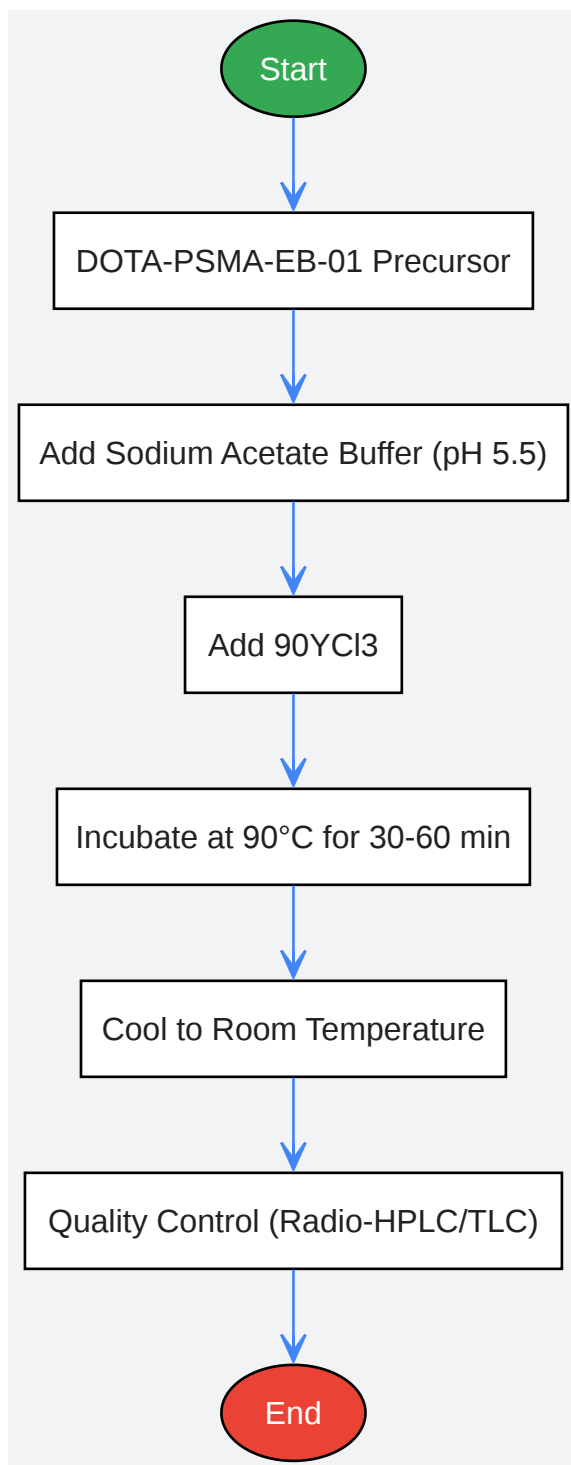 Start
DOTA-PSMA-EB-01 Precursor
Add Sodium Acetate Buffer (pH 5.5)
Add 90YCl3
Incubate at 90°C for 30-60 min
Cool to Room Temperature
Quality Control (Radio-HPLC/TLC)
End